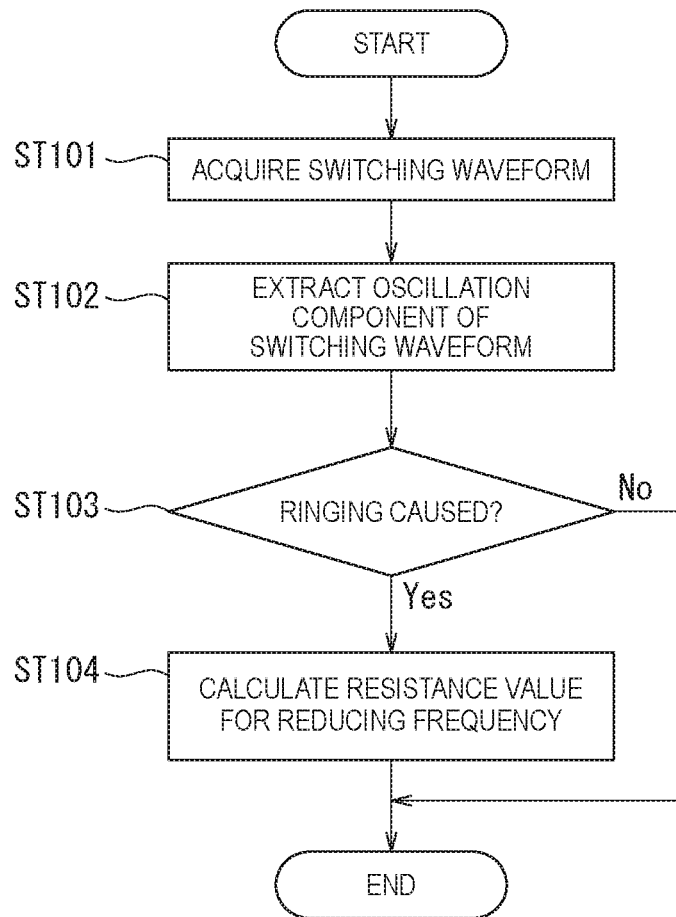 START
ST101
ACQUIRE SWITCHING WAVEFORM
ST102
EXTRACT OSCILLATION
COMPONENT OF
SWITCHING WAVEFORM
ST103
RINGING CAUSED?
No
Yes
ST104
CALCULATE RESISTANCE VALUE
FOR REDUCING FREQUENCY
END